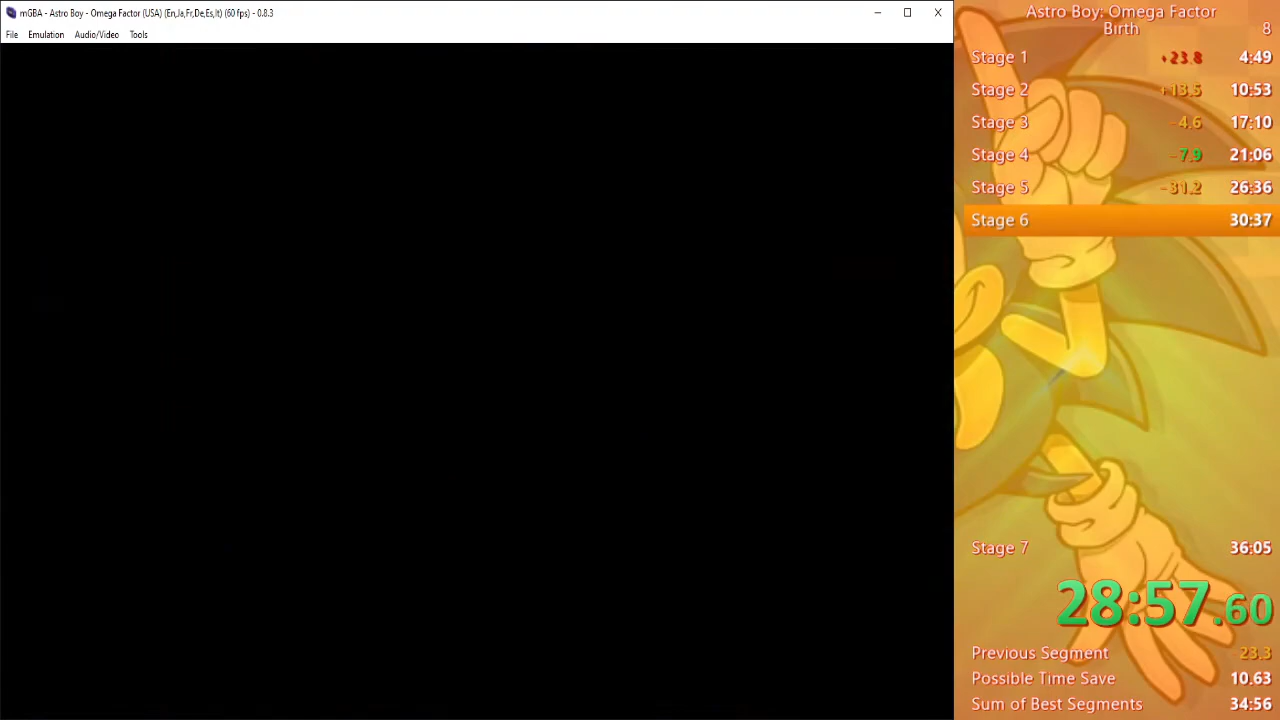 mGBA - Astro Boy - Omega Factor (USA) (En,Ja,Fr,De,Es,It) (60 fps) - 0.8.3
File Emulation Audio/Video Tools
Astro Boy: Omega Factor
Birth 8
Stage 1 +23.8 4:49
Stage 2 +13.5 10:53
Stage 3 -4.6 17:10
Stage 4 -7.9 21:06
Stage 5 -31.2 26:36
Stage 6 30:37
Stage 7 36:05
28:57.60
Previous Segment -23.3
Possible Time Save 10.63
Sum of Best Segments 34:56